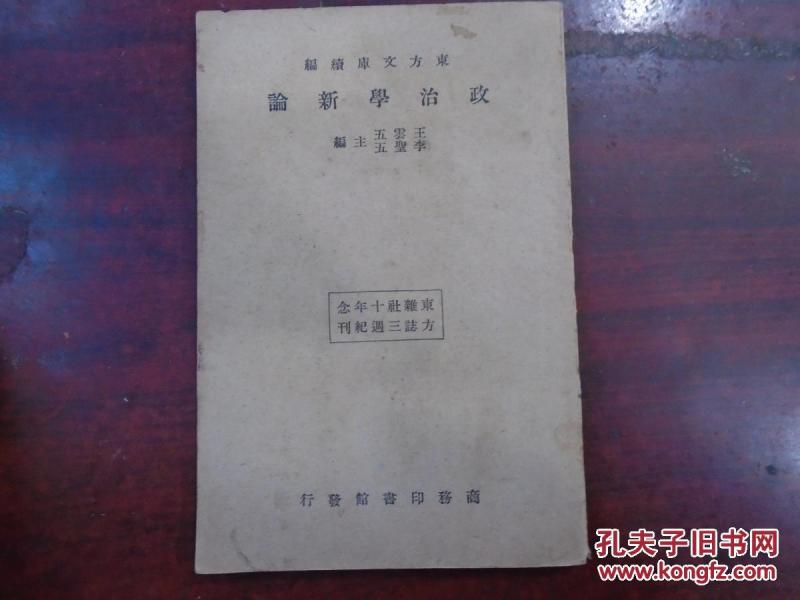 東方文庫續編
政治學新論
王雲五
李聖五
主編
東方雜誌社三十週年紀念刊
商務印書館發行
孔夫子旧书网
www.kongfz.com